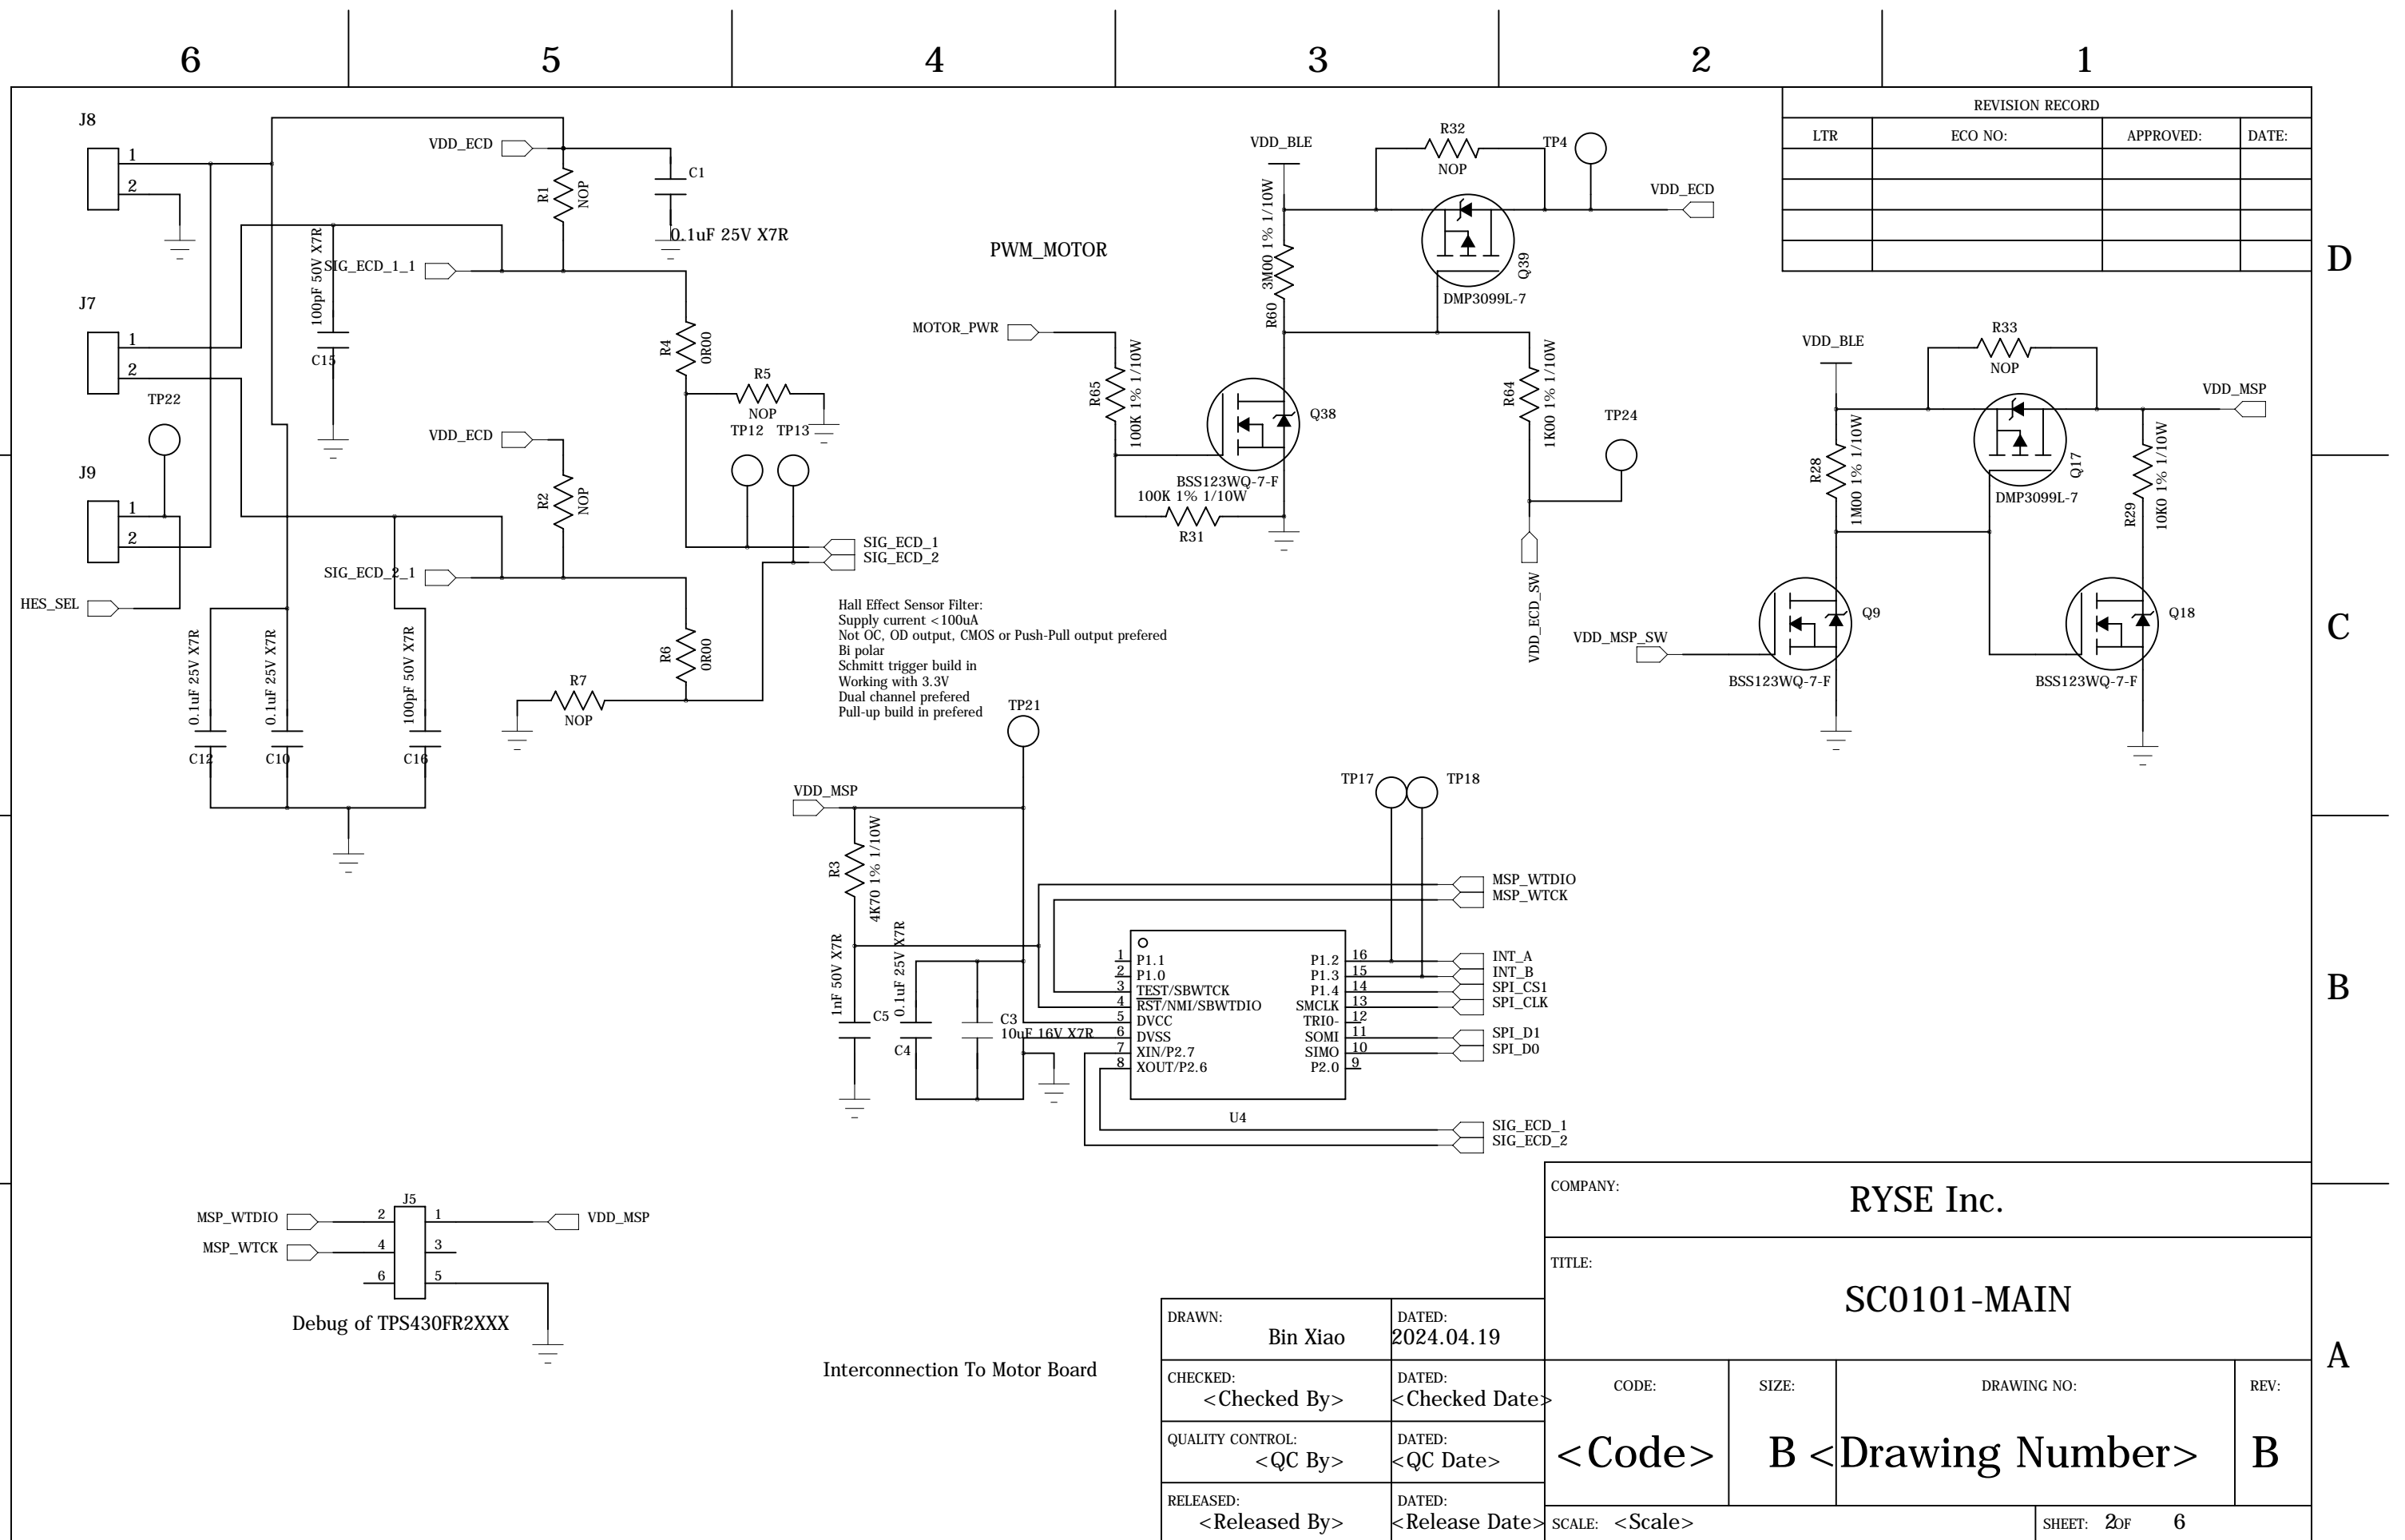 6 5 4 3 2 1
REVISION RECORD
LTR ECO NO: APPROVED: DATE:
D
C
B
A
J8
1
2
J7
1
2
TP22
J9
1
2
HES_SEL
VDD_ECD
R1
NOP
C1
0.1uF 25V X7R
100pF 50V X7R
C15
SIG_ECD_1_1
R4
0R00
R5
NOP
TP12 TP13
VDD_ECD
R2
NOP
SIG_ECD_1
SIG_ECD_2
SIG_ECD_2_1
R6
0R00
R7
NOP
0.1uF 25V X7R
C12
0.1uF 25V X7R
C10
100pF 50V X7R
C16
PWM_MOTOR
VDD_BLE
R32
NOP
TP4
VDD_ECD
3M00 1% 1/10W
R60
Q39
DMP3099L-7
MOTOR_PWR
R65
100K 1% 1/10W
Q38
BSS123WQ-7-F
100K 1% 1/10W
R31
R64
1K00 1% 1/10W
TP24
VDD_ECD_SW
VDD_BLE
R33
NOP
VDD_MSP
R28
1M00 1% 1/10W
Q17
DMP3099L-7
R29
10K0 1% 1/10W
Q9
VDD_MSP_SW
BSS123WQ-7-F
Q18
BSS123WQ-7-F
Hall Effect Sensor Filter:
Supply current <100uA
Not OC, OD output, CMOS or Push-Pull output prefered
Bi polar
Schmitt trigger build in
Working with 3.3V
Dual channel prefered
Pull-up build in prefered
TP21
VDD_MSP
R3
4K70 1% 1/10W
1nF 50V X7R
C5
0.1uF 25V X7R
C4
C3
10uF 16V X7R
TP17 TP18
MSP_WTDIO
MSP_WTCK
1 P1.1
2 P1.0
3 TEST/SBWTCK
4 RST/NMI/SBWTDIO
5 DVCC
6 DVSS
7 XIN/P2.7
8 XOUT/P2.6
P1.2 16 INT_A
P1.3 15 INT_B
P1.4 14 SPI_CS1
SMCLK 13 SPI_CLK
TRI0- 12
SOMI 11 SPI_D1
SIMO 10 SPI_D0
P2.0 9
U4
SIG_ECD_1
SIG_ECD_2
J5
MSP_WTDIO 2 1 VDD_MSP
MSP_WTCK 4 3
6 5
Debug of TPS430FR2XXX
Interconnection To Motor Board
COMPANY:
RYSE Inc.
TITLE:
SC0101-MAIN
DRAWN: DATED:
Bin Xiao 2024.04.19
CHECKED: DATED:
<Checked By> <Checked Date>
QUALITY CONTROL: DATED:
<QC By> <QC Date>
RELEASED: DATED:
<Released By> <Release Date>
CODE: SIZE: DRAWING NO: REV:
<Code> B <Drawing Number> B
SCALE: <Scale> SHEET: 2 OF 6